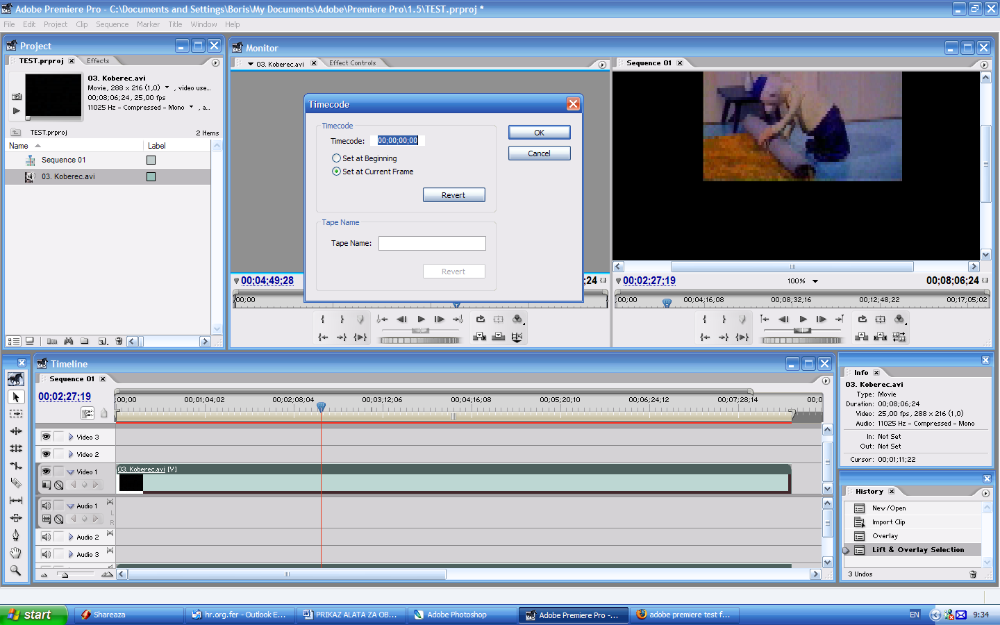 Adobe Premiere Pro - C:\Documents and Settings\Boris\My Documents\Adobe\Premiere Pro\1.5\TEST.prproj *
File Edit Project Clip Sequence Marker Title Window Help
Project
TEST.prproj Effects
03. Koberec.avi
Movie, 288 x 216 (1,0) , video use...
00;08;06;24, 25,00 fps
11025 Hz - Compressed - Mono , a...
TEST.prproj 2 Items
Name Label
Sequence 01
03. Koberec.avi
Monitor
03. Koberec.avi Effect Controls
Sequence 01
Timecode
Timecode
Timecode: 00;00;00;00
Set at Beginning
Set at Current Frame
Revert
OK
Cancel
Tape Name
Tape Name:
Revert
00;04;49;28 ;24
00;00
00;02;27;19 100% 00;08;06;24
;00;00 00;04;16;08 00;08;32;16 00;12;48;22 00;17;05;02
Timeline
Sequence 01
00;02;27;19
;00;00 00;01;04;02 00;02;08;04 00;03;12;06 00;04;16;08 00;05;20;10 00;06;24;12 00;07;28;14 00;0
Video 3
Video 2
Video 1
03. Koberec.avi [V]
Audio 1
L
R
Audio 2
Audio 3
Info
03. Koberec.avi
Type: Movie
Duration: 00;08;06;24
Video: 25,00 fps, 288 x 216 (1,0)
Audio: 11025 Hz - Compressed - Mono
In: Not Set
Out: Not Set
Cursor: 00;01;11;22
History
New/Open
Import Clip
Overlay
Lift & Overlay Selection
3 Undos
start
Shareaza
hr.org.fer - Outlook E...
PRIKAZ ALATA ZA OB...
Adobe Photoshop
Adobe Premiere Pro -...
adobe premiere test f...
EN
9:34